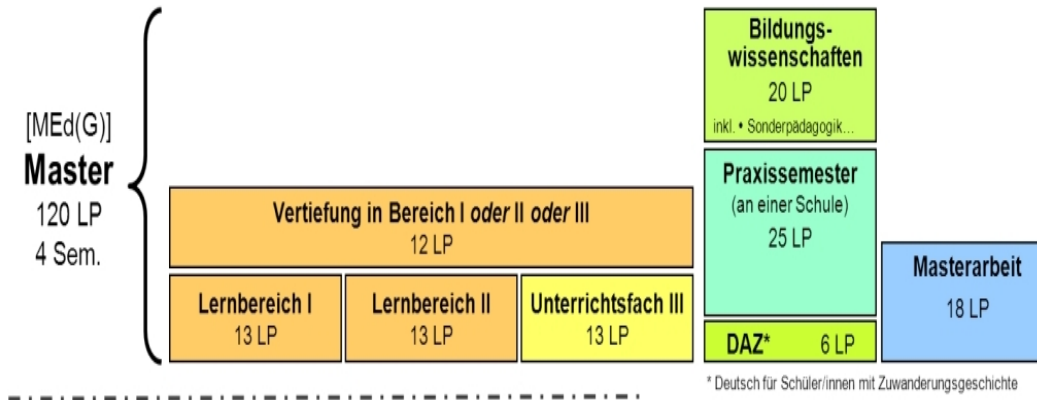 [MEd(G)]
Master
120 LP
4 Sem.
Vertiefung in Bereich I oder II oder III
12 LP
Lernbereich I
13 LP
Lernbereich II
13 LP
Unterrichtsfach III
13 LP
Bildungs-
wissenschaften
20 LP
inkl. • Sonderpädagogik...
Praxissemester
(an einer Schule)
25 LP
DAZ* 6 LP
Masterarbeit
18 LP
* Deutsch für Schüler/innen mit Zuwanderungsgeschichte